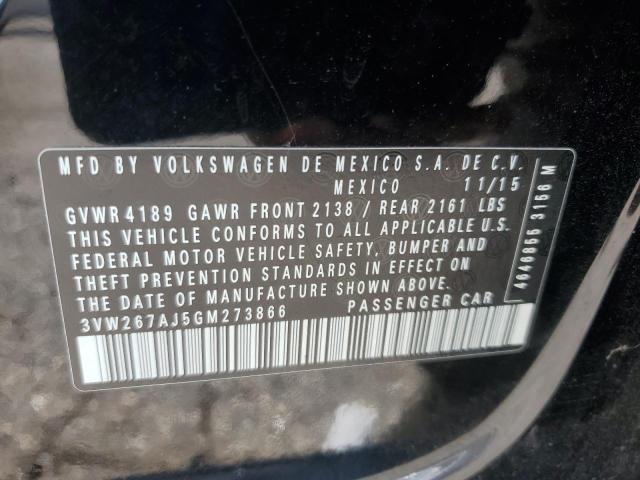 MFD BY VOLKSWAGEN DE MEXICO S.A. DE C.V.
MEXICO 11/15
GVWR 4189 GAWR FRONT 2138 / REAR 2161 LBS
THIS VEHICLE CONFORMS TO ALL APPLICABLE U.S.
FEDERAL MOTOR VEHICLE SAFETY, BUMPER AND
THEFT PREVENTION STANDARDS IN EFFECT ON
THE DATE OF MANUFACTURE SHOWN ABOVE.
3VW267AJ5GM273866 PASSENGER CAR
4946865 3156 M